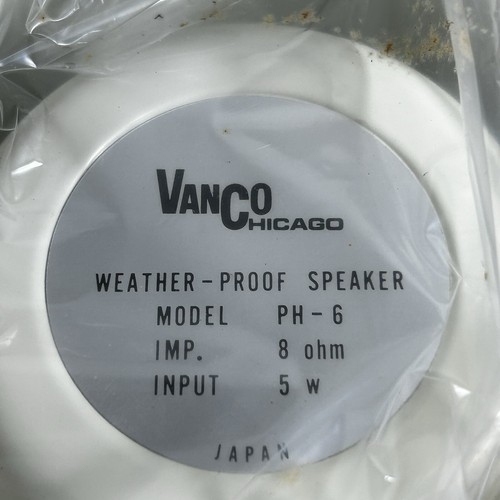 VANCO
CHICAGO
WEATHER-PROOF SPEAKER
MODEL PH-6
IMP. 8 ohm
INPUT 5 w
JAPAN